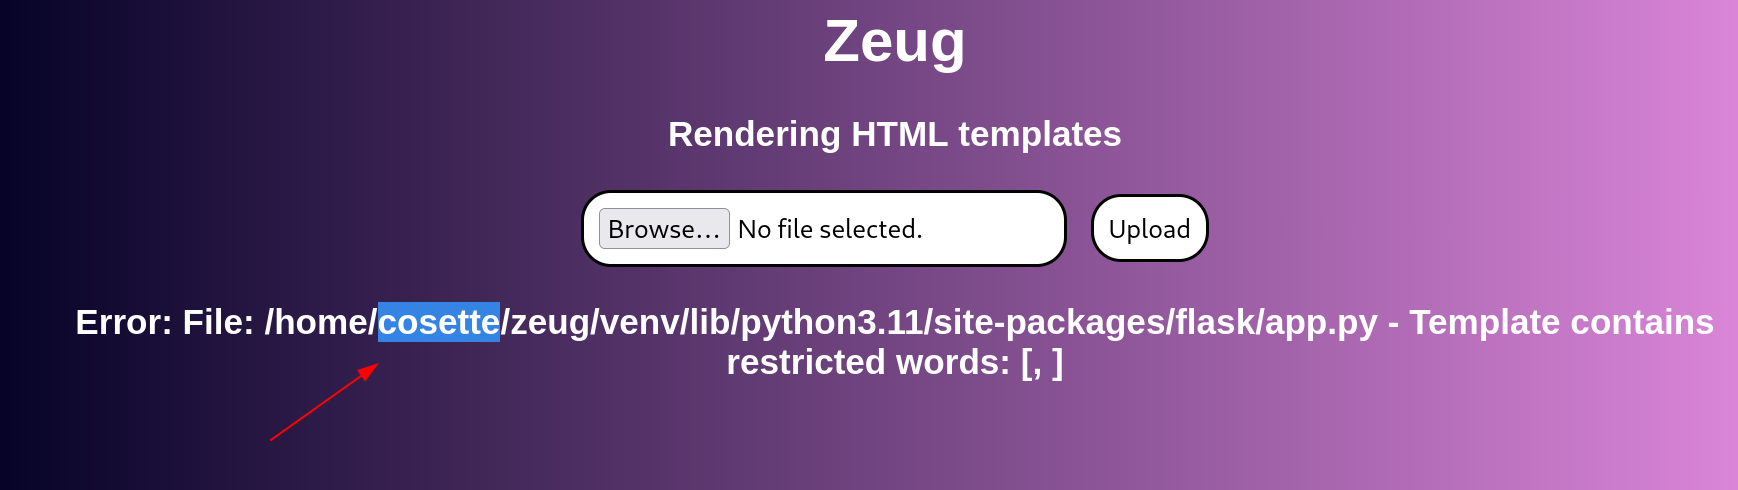 Zeug
Rendering HTML templates
Browse... No file selected. Upload
Error: File: /home/cosette/zeug/venv/lib/python3.11/site-packages/flask/app.py - Template contains
restricted words: [, ]